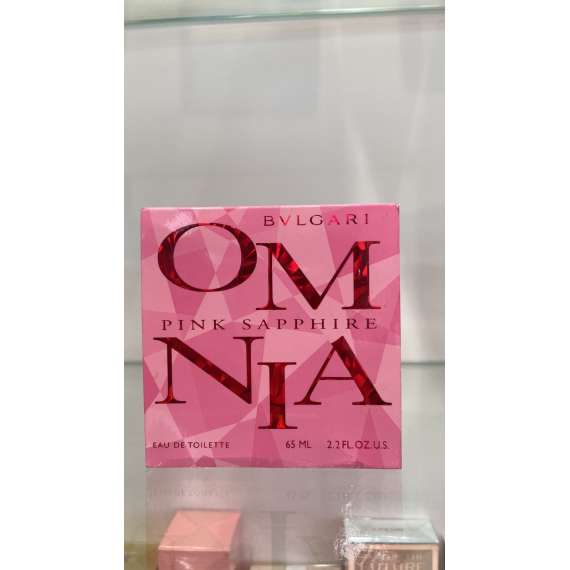 BVLGARI
OM
PINK SAPPHIRE
NIA
EAU DE TOILETTE 65 ML 2.2 FL.OZ.U.S.